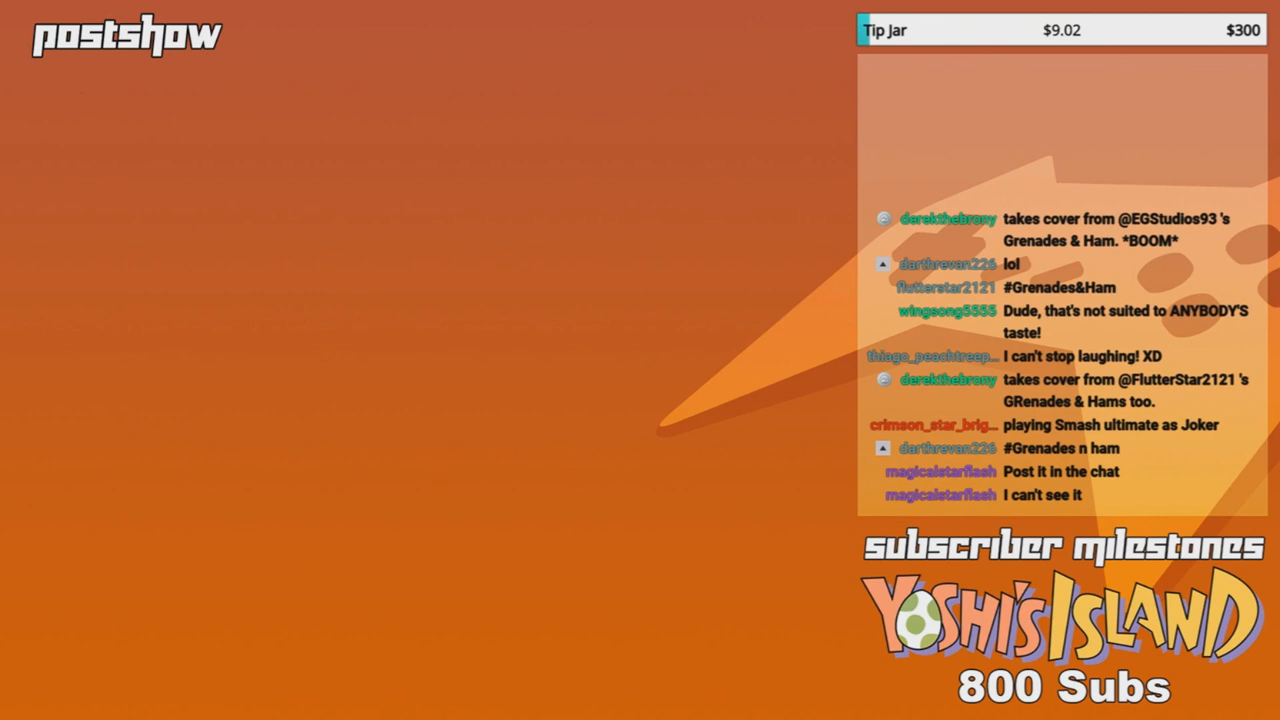 postshow
Tip Jar $9.02 $300
derekthebrony takes cover from @EGStudios93 's
Grenades & Ham. *BOOM*
darthrevan226 lol
flutterstar2121 #Grenades&Ham
wingsong5555 Dude, that's not suited to ANYBODY'S
taste!
thiago_peachtreep... I can't stop laughing! XD
derekthebrony takes cover from @FlutterStar2121 's
GRenades & Hams too.
crimson_star_brig... playing Smash ultimate as Joker
darthrevan226 #Grenades n ham
magicalstarflash Post it in the chat
magicalstarflash I can't see it
subscriber milestones
YOSHI'S ISLAND
800 Subs